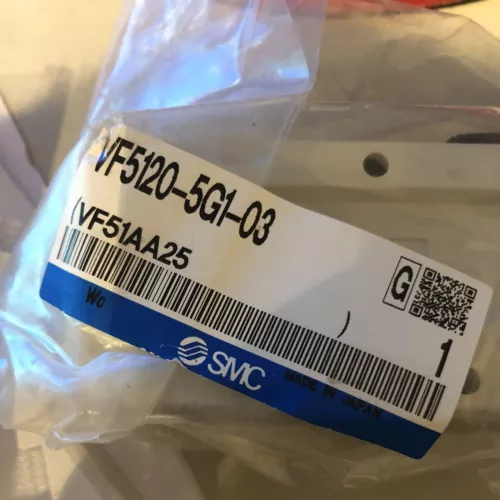 VF5120-5G1-03
(VF51AA25
)
G
Wo
1
SMC
MADE IN JAPAN